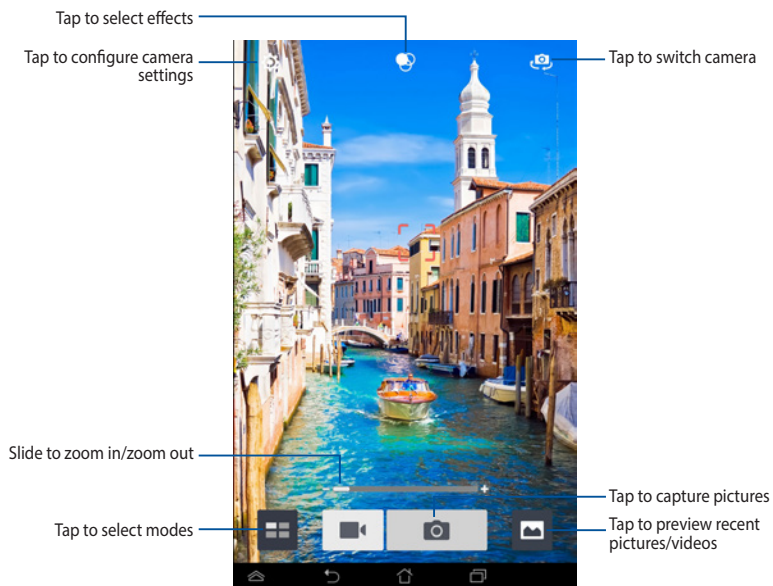 Tap to select effects
Tap to configure camera
settings
Tap to switch camera
Slide to zoom in/zoom out
Tap to capture pictures
Tap to select modes
Tap to preview recent
pictures/videos